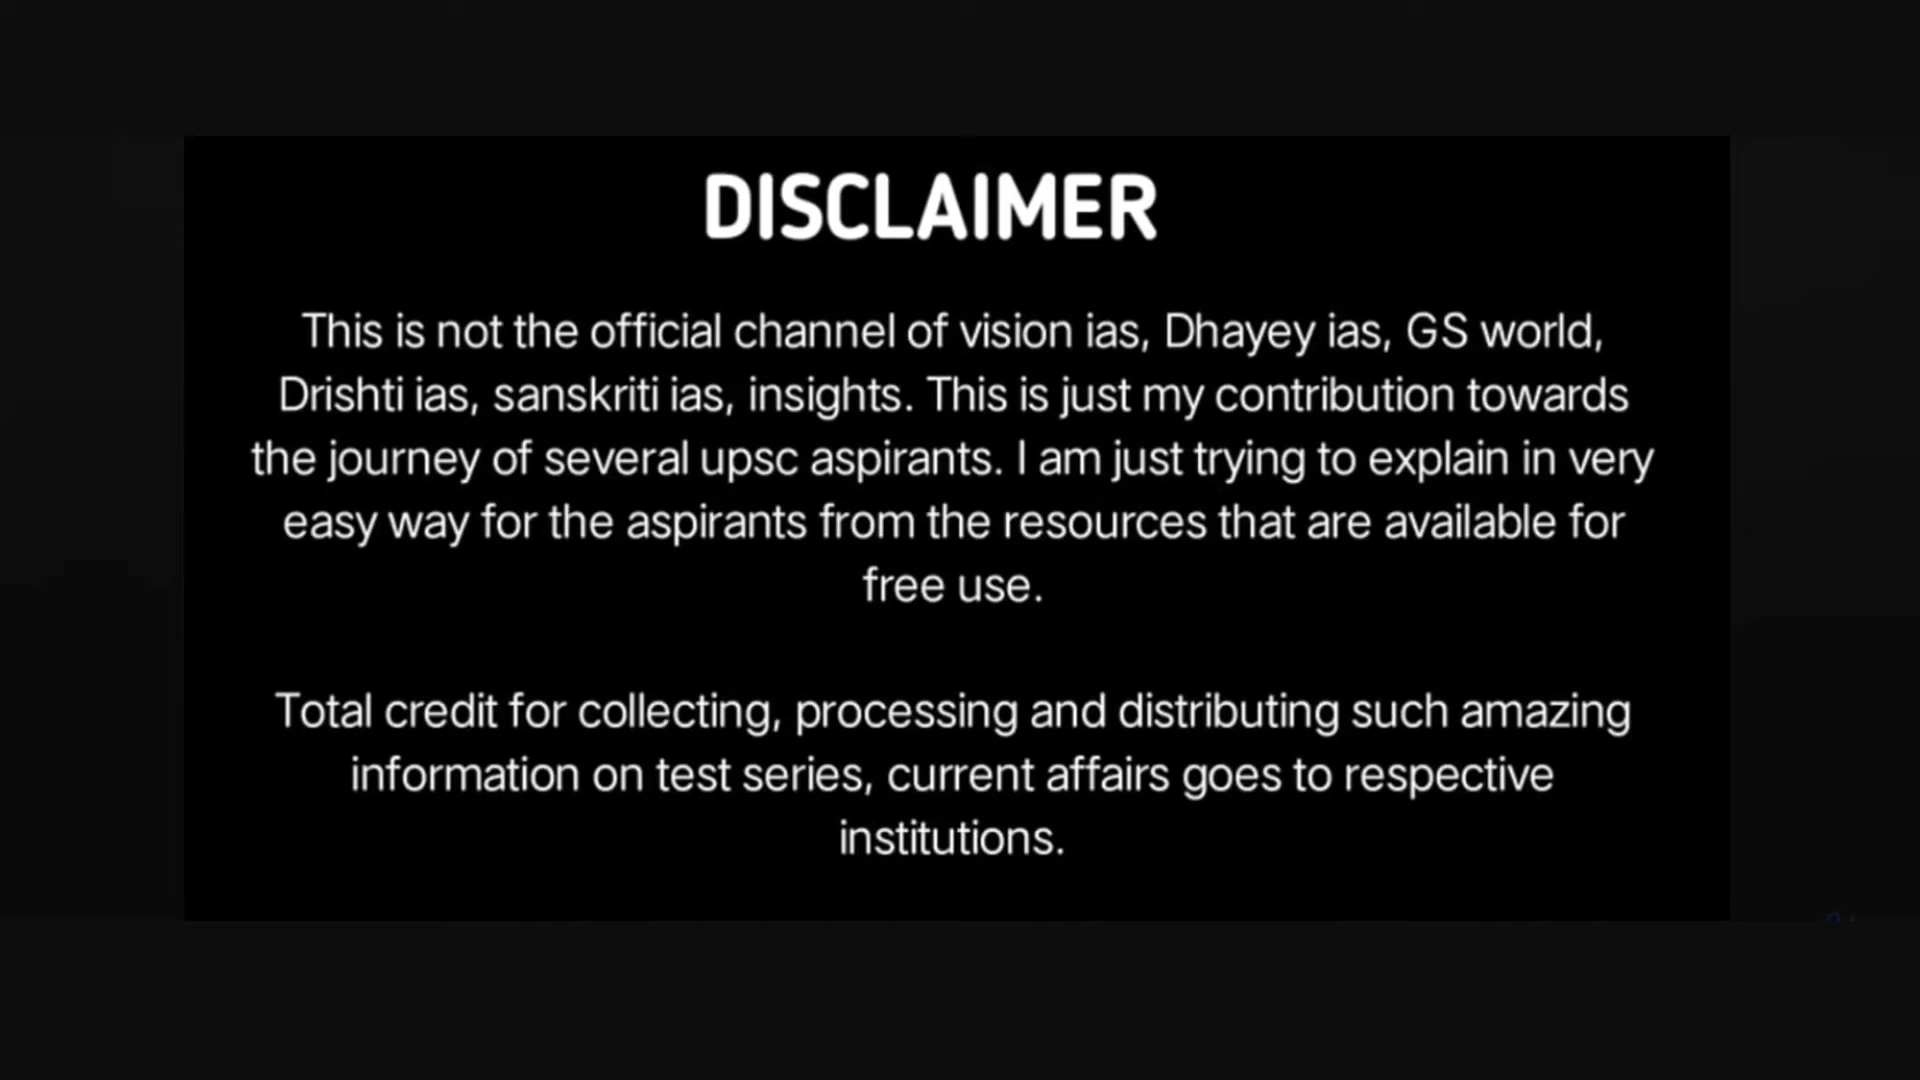 DISCLAIMER
This is not the official channel of vision ias, Dhayey ias, GS world,
Drishti ias, sanskriti ias, insights. This is just my contribution towards
the journey of several upsc aspirants. I am just trying to explain in very
easy way for the aspirants from the resources that are available for
free use.
Total credit for collecting, processing and distributing such amazing
information on test series, current affairs goes to respective
institutions.